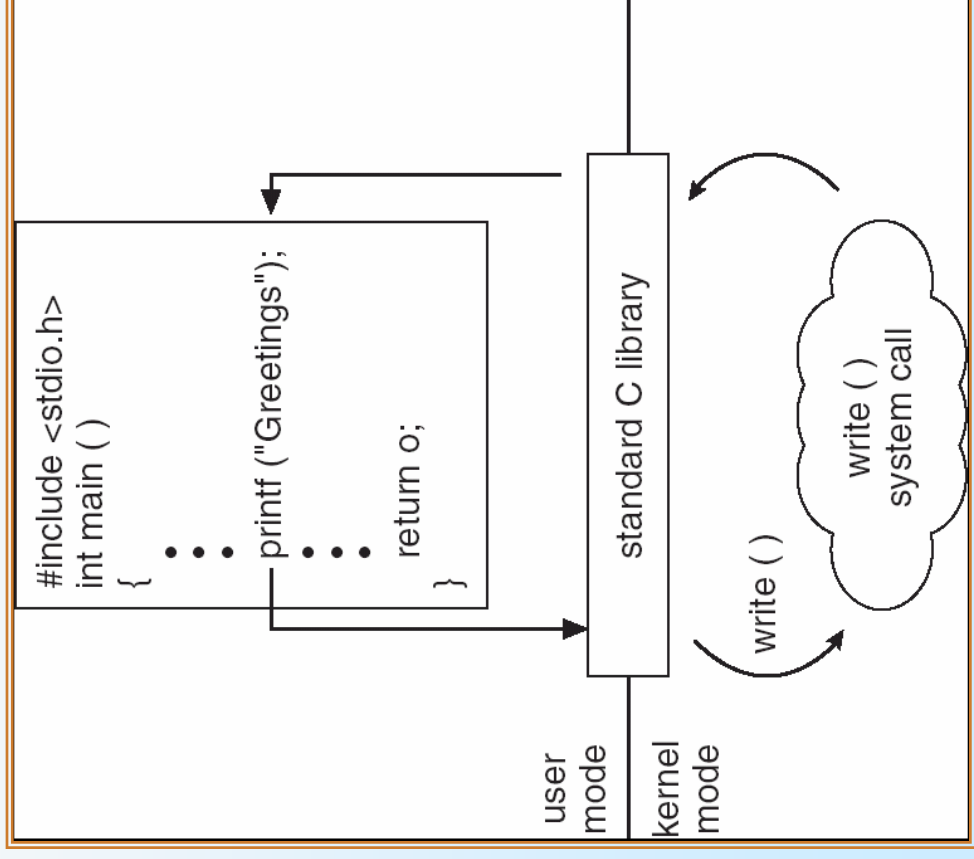 #include <stdio.h>
int main ( )
{
• • •
printf ("Greetings");
• • •
return o;
}
user
mode
standard C library
kernel
mode
write ( )
write ( )
system call